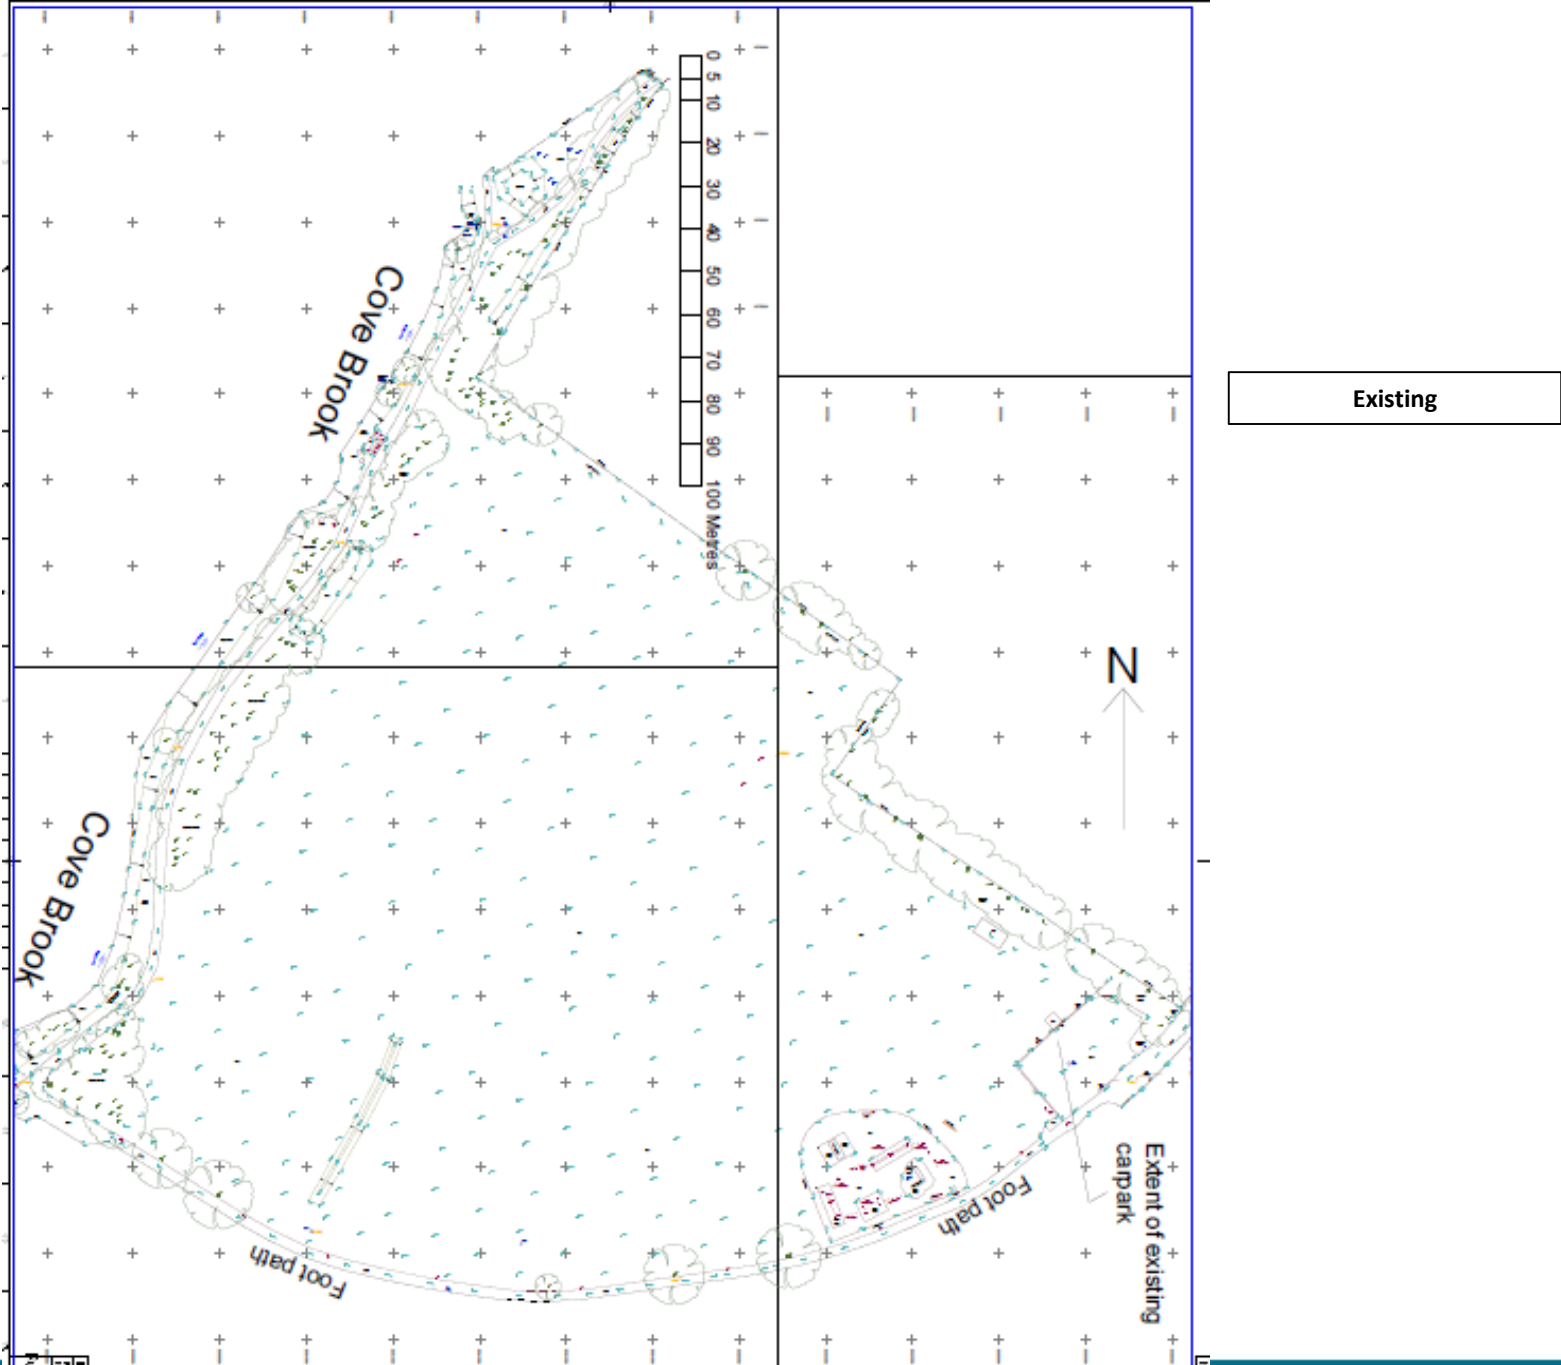 0 5 10 20 30 40 50 60 70 80 90 100 Metres
Cove Brook
Existing
N
Cove Brook
Extent of existing
carpark
Foot path
Foot path